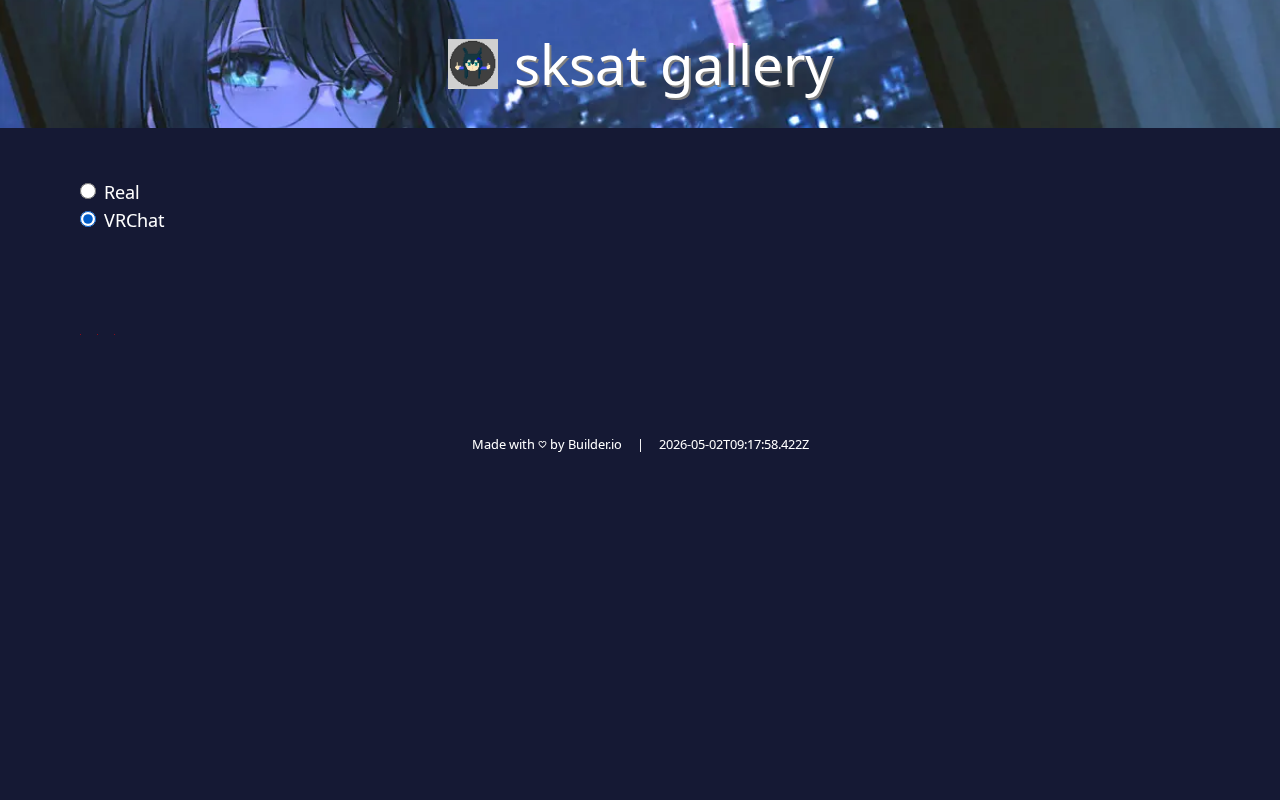 sksat gallery
Real
VRChat
Made with ♡ by Builder.io | 2026-05-02T09:17:58.422Z